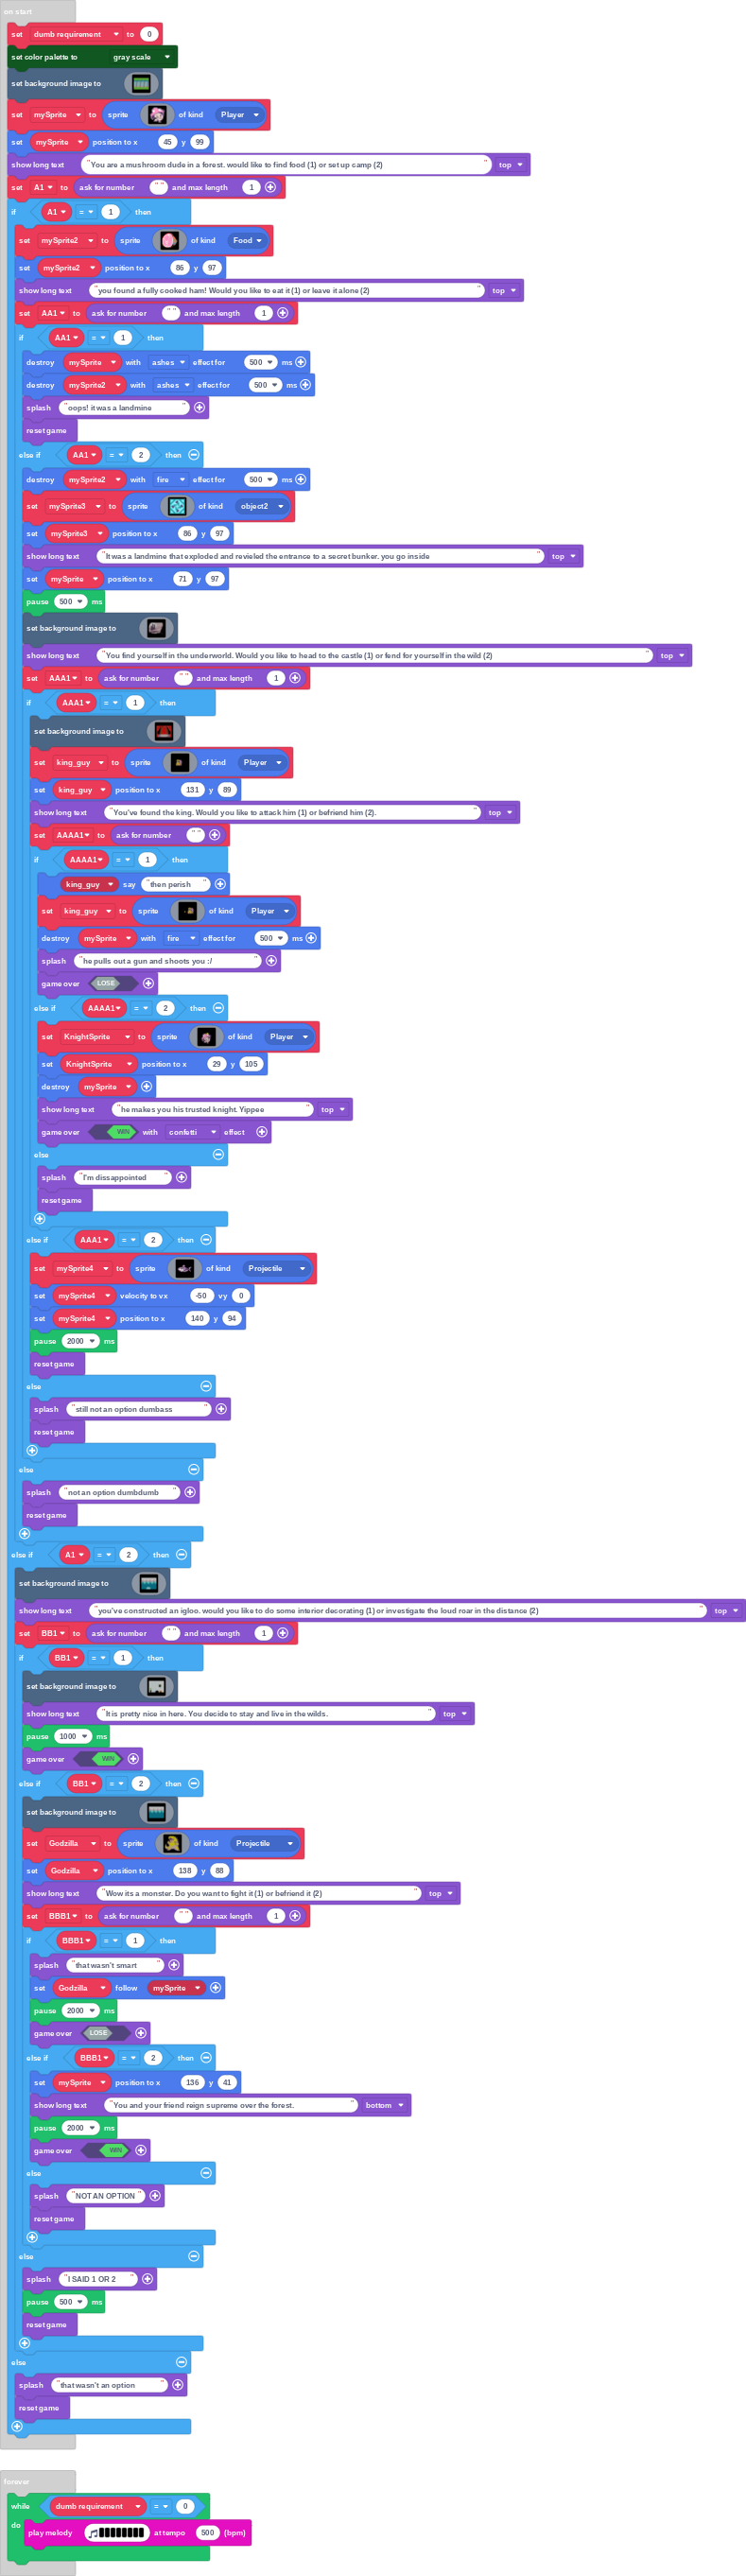 on start
set dumb requirement to 0
set color palette to gray scale
set background image to
set mySprite to sprite of kind Player
set mySprite position to x 45 y 99
show long text "You are a mushroom dude in a forest. would like to find food (1) or set up camp (2)" top
set A1 to ask for number "" and max length 1
if A1 = 1 then
set mySprite2 to sprite of kind Food
set mySprite2 position to x 86 y 97
show long text "you found a fully cooked ham! Would you like to eat it (1) or leave it alone (2)" top
set AA1 to ask for number "" and max length 1
if AA1 = 1 then
destroy mySprite with ashes effect for 500 ms
destroy mySprite2 with ashes effect for 500 ms
splash "oops! it was a landmine"
reset game
else if AA1 = 2 then
destroy mySprite2 with fire effect for 500 ms
set mySprite3 to sprite of kind object2
set mySprite3 position to x 86 y 97
show long text "It was a landmine that exploded and revieled the entrance to a secret bunker. you go inside" top
set mySprite position to x 71 y 97
pause 500 ms
set background image to
show long text "You find yourself in the underworld. Would you like to head to the castle (1) or fend for yourself in the wild (2)" top
set AAA1 to ask for number "" and max length 1
if AAA1 = 1 then
set background image to
set king_guy to sprite of kind Player
set king_guy position to x 131 y 89
show long text "You've found the king. Would you like to attack him (1) or befriend him (2)." top
set AAAA1 to ask for number ""
if AAAA1 = 1 then
king_guy say "then perish"
set king_guy to sprite of kind Player
destroy mySprite with fire effect for 500 ms
splash "he pulls out a gun and shoots you :/"
game over LOSE
else if AAAA1 = 2 then
set KnightSprite to sprite of kind Player
set KnightSprite position to x 29 y 105
destroy mySprite
show long text "he makes you his trusted knight. Yippee" top
game over WIN with confetti effect
else
splash "I'm dissappointed"
reset game
else if AAA1 = 2 then
set mySprite4 to sprite of kind Projectile
set mySprite4 velocity to vx -50 vy 0
set mySprite4 position to x 140 y 94
pause 2000 ms
reset game
else
splash "still not an option dumbass"
reset game
else
splash "not an option dumbdumb"
reset game
else if A1 = 2 then
set background image to
show long text "you've constructed an igloo. would you like to do some interior decorating (1) or investigate the loud roar in the distance (2)" top
set BB1 to ask for number "" and max length 1
if BB1 = 1 then
set background image to
show long text "It is pretty nice in here. You decide to stay and live in the wilds." top
pause 1000 ms
game over WIN
else if BB1 = 2 then
set background image to
set Godzilla to sprite of kind Projectile
set Godzilla position to x 138 y 88
show long text "Wow its a monster. Do you want to fight it (1) or befriend it (2)" top
set BBB1 to ask for number "" and max length 1
if BBB1 = 1 then
splash "that wasn't smart"
set Godzilla follow mySprite
pause 2000 ms
game over LOSE
else if BBB1 = 2 then
set mySprite position to x 136 y 41
show long text "You and your friend reign supreme over the forest." bottom
pause 2000 ms
game over WIN
else
splash "NOT AN OPTION"
reset game
else
splash "I SAID 1 OR 2"
pause 500 ms
reset game
else
splash "that wasn't an option"
reset game
forever
while dumb requirement = 0
do play melody at tempo 500 (bpm)